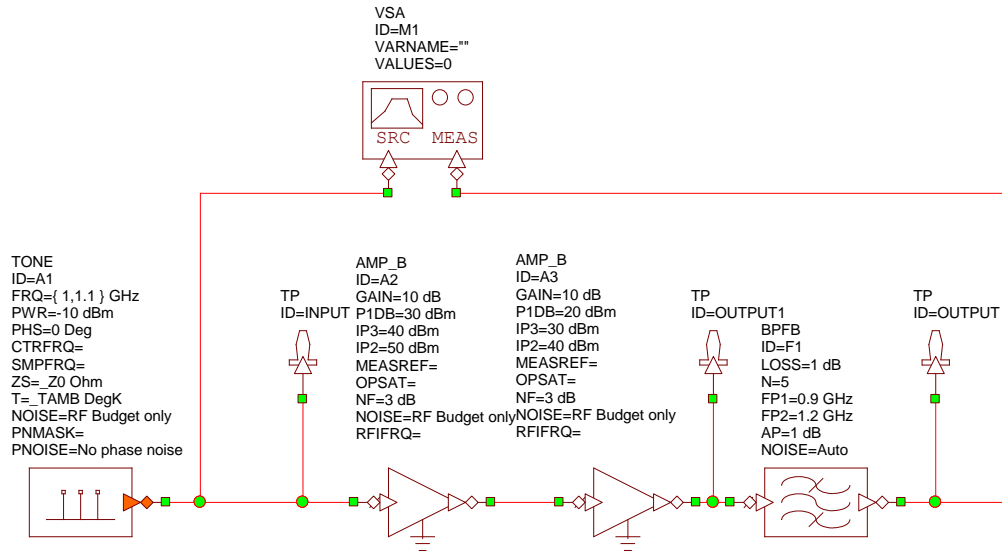 VSA
ID=M1
VARNAME=""
VALUES=0
SRC MEAS
TONE
ID=A1
FRQ={ 1,1.1 } GHz
PWR=-10 dBm
PHS=0 Deg
CTRFRQ=
SMPFRQ=
ZS=_Z0 Ohm
T=_TAMB DegK
NOISE=RF Budget only
PNMASK=
PNOISE=No phase noise
TP
ID=INPUT
AMP_B
ID=A2
GAIN=10 dB
P1DB=30 dBm
IP3=40 dBm
IP2=50 dBm
MEASREF=
OPSAT=
NF=3 dB
NOISE=RF Budget only
RFIFRQ=
AMP_B
ID=A3
GAIN=10 dB
P1DB=20 dBm
IP3=30 dBm
IP2=40 dBm
MEASREF=
OPSAT=
NF=3 dB
NOISE=RF Budget only
RFIFRQ=
TP
ID=OUTPUT1
BPFB
ID=F1
LOSS=1 dB
N=5
FP1=0.9 GHz
FP2=1.2 GHz
AP=1 dB
NOISE=Auto
TP
ID=OUTPUT